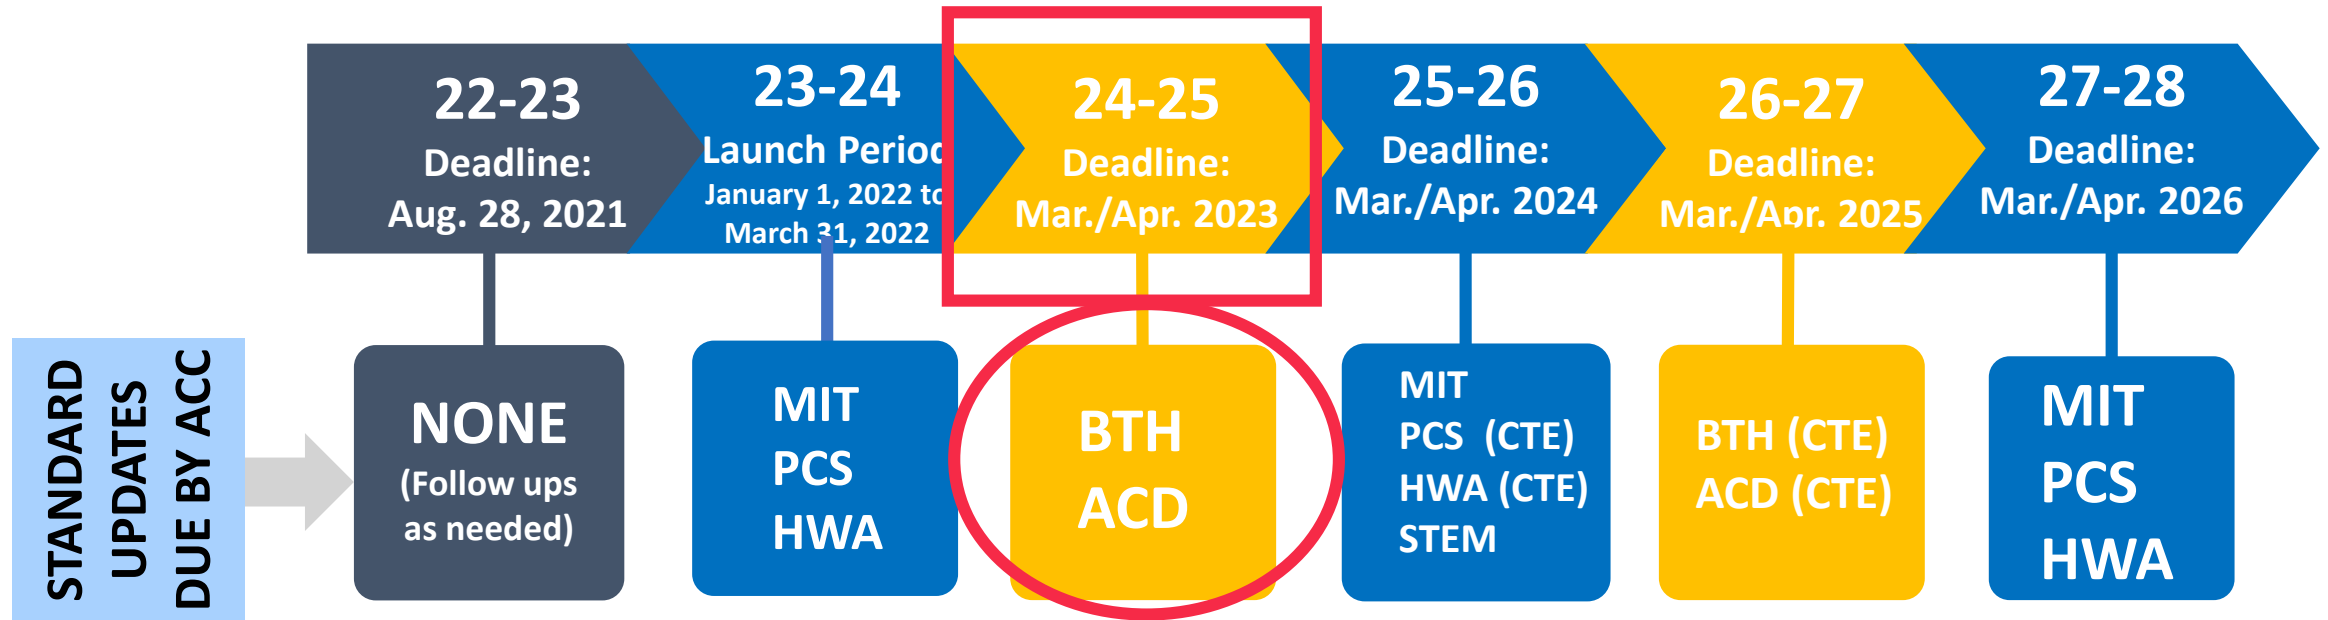 22-23
Deadline:
Aug. 28, 2021
23-24
Launch Period
January 1, 2022 to
March 31, 2022
24-25
Deadline:
Mar./Apr. 2023
25-26
Deadline:
Mar./Apr. 2024
26-27
Deadline:
Mar./Apr. 2025
27-28
Deadline:
Mar./Apr. 2026
STANDARD
UPDATES
DUE BY ACC
NONE
(Follow ups
as needed)
MIT
PCS
HWA
BTH
ACD
MIT
PCS (CTE)
HWA (CTE)
STEM
BTH (CTE)
ACD (CTE)
MIT
PCS
HWA